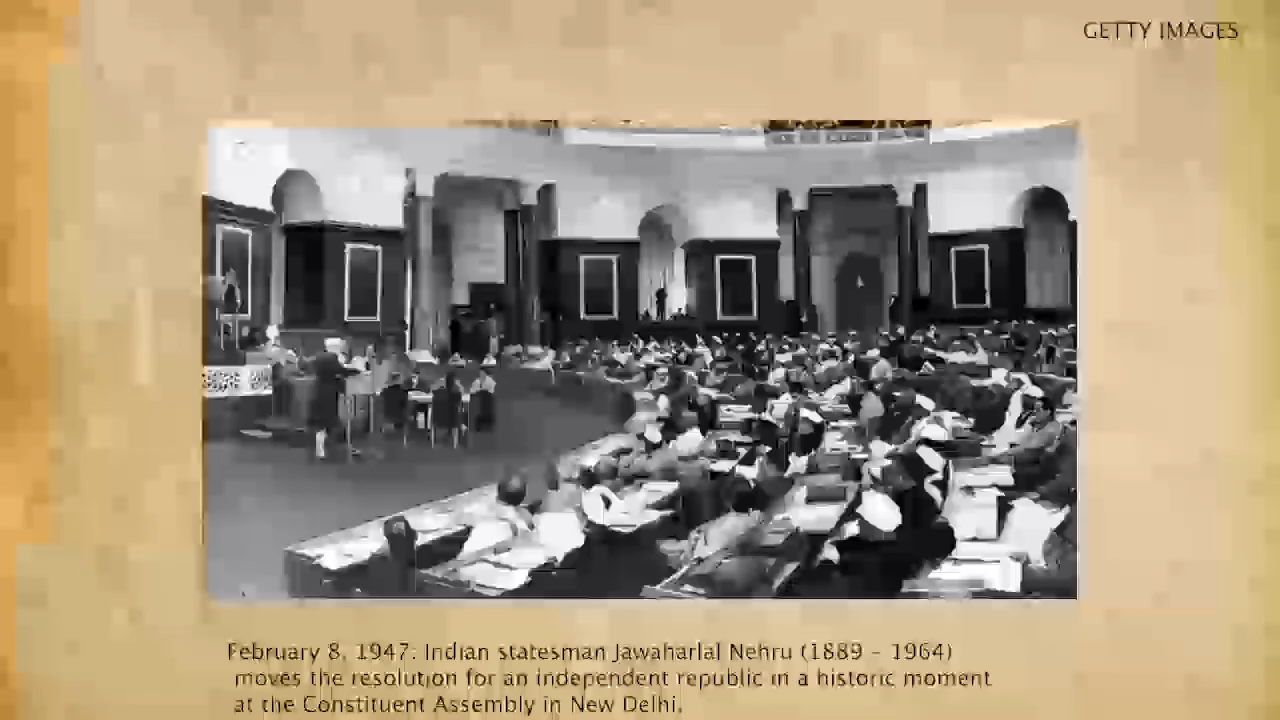 GETTY IMAGES
February 8, 1947: Indian statesman Jawaharlal Nehru (1889 - 1964)
moves the resolution for an independent republic in a historic moment
at the Constituent Assembly in New Delhi.